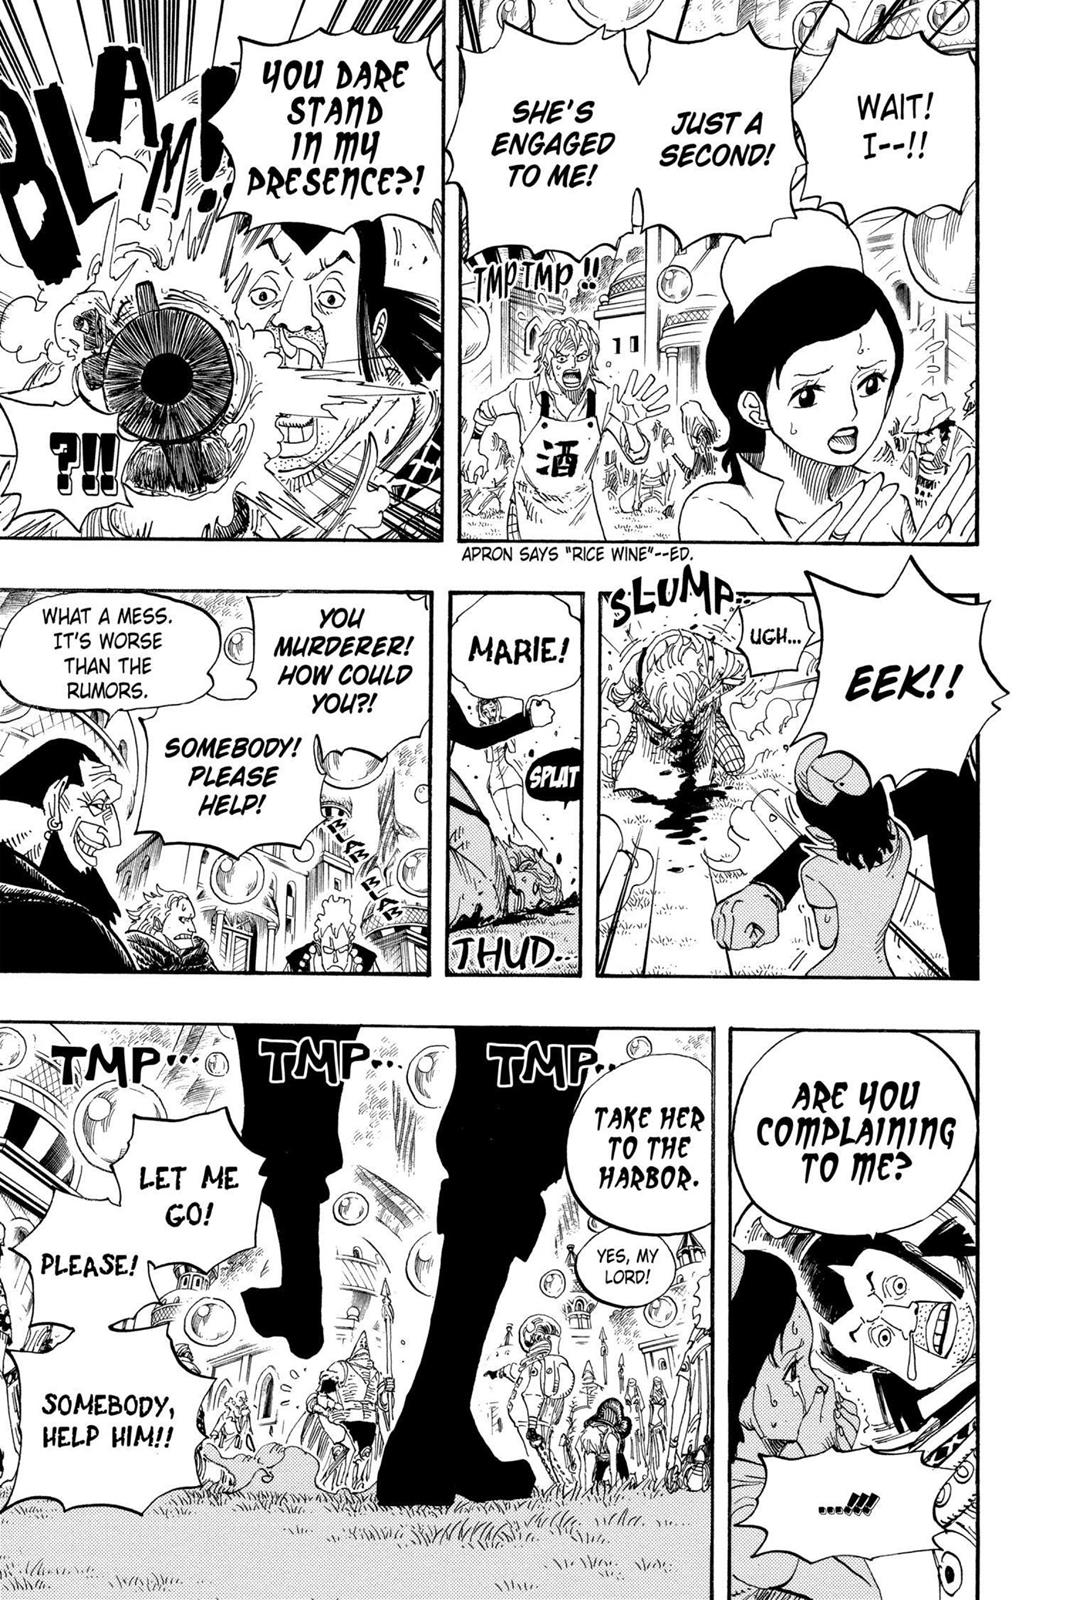 WAIT!
I--!!
JUST A
SECOND!
SHE'S
ENGAGED
TO ME!
TMP TMP !!
酒
APRON SAYS "RICE WINE"--ED.
YOU DARE
STAND
IN MY
PRESENCE?!
BLAM!
?!!
EEK!!
UGH...
SLUMP...
MARIE!
SPLAT
THUD...
YOU
MURDERER!
HOW COULD
YOU?!
SOMEBODY!
PLEASE
HELP!
BLAB BLAB
WHAT A MESS.
IT'S WORSE
THAN THE
RUMORS.
ARE YOU
COMPLAINING
TO ME?
...!!!
TAKE HER
TO THE
HARBOR.
YES, MY
LORD!
TMP...
TMP...
TMP...
LET ME
GO!
PLEASE!
SOMEBODY,
HELP HIM!!